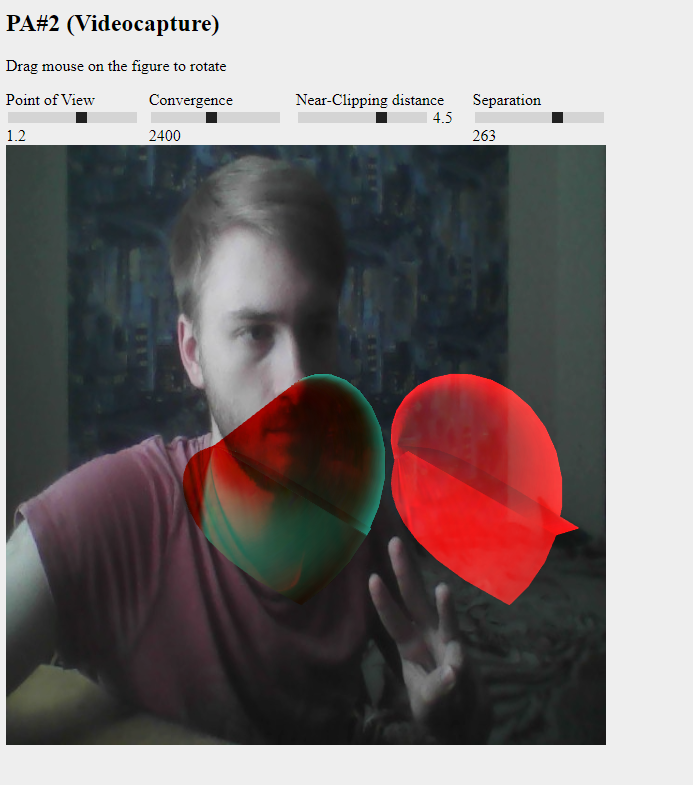 PA#2 (Videocapture)
Drag mouse on the figure to rotate
Point of View
1.2
Convergence
2400
Near-Clipping distance
4.5
Separation
263